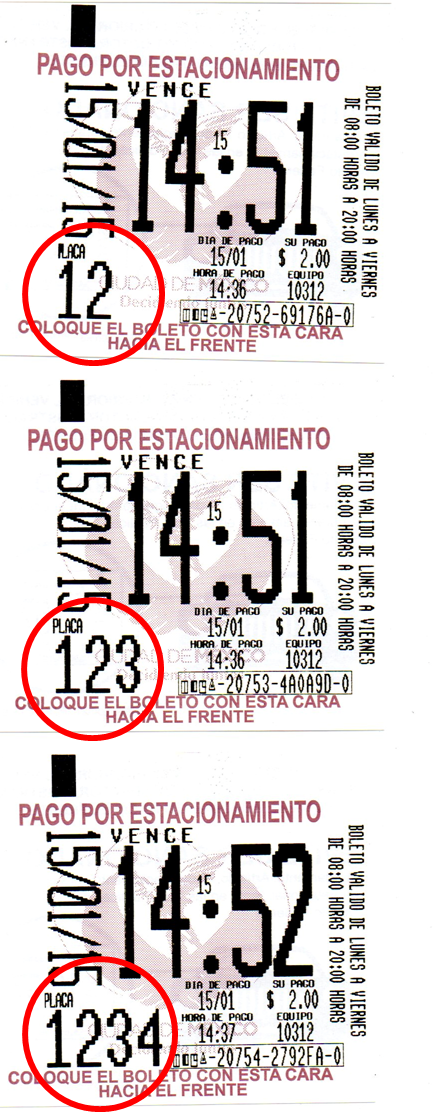 PAGO POR ESTACIONAMIENTO
VENCE
15/01/15
14:51
15
BOLETO VALIDO DE LUNES A VIERNES
DE 08:00 HORAS A 20:00 HORAS
DIA DE PAGO SU PAGO
15/01 $ 2.00
HORA DE PAGO EQUIPO
14:36 10312
PLACA
12
CIUDAD DE MÉXICO
Decidiendo
-20752-69176A-0
COLOQUE EL BOLETO CON ESTA CARA
HACIA EL FRENTE
PAGO POR ESTACIONAMIENTO
VENCE
15/01/15
14:51
15
BOLETO VALIDO DE LUNES A VIERNES
DE 08:00 HORAS A 20:00 HORAS
DIA DE PAGO SU PAGO
15/01 $ 2.00
HORA DE PAGO EQUIPO
14:36 10312
PLACA
123
CIUDAD DE MÉXICO
-20753-4A0A9D-0
COLOQUE EL BOLETO CON ESTA CARA
HACIA EL FRENTE
PAGO POR ESTACIONAMIENTO
VENCE
15/01/15
14:52
15
BOLETO VALIDO DE LUNES A VIERNES
DE 08:00 HORAS A 20:00 HORAS
DIA DE PAGO SU PAGO
15/01 $ 2.00
HORA DE PAGO EQUIPO
14:37 10312
PLACA
1234
-20754-2792FA-0
COLOQUE EL BOLETO CON ESTA CARA
HACIA EL FRENTE